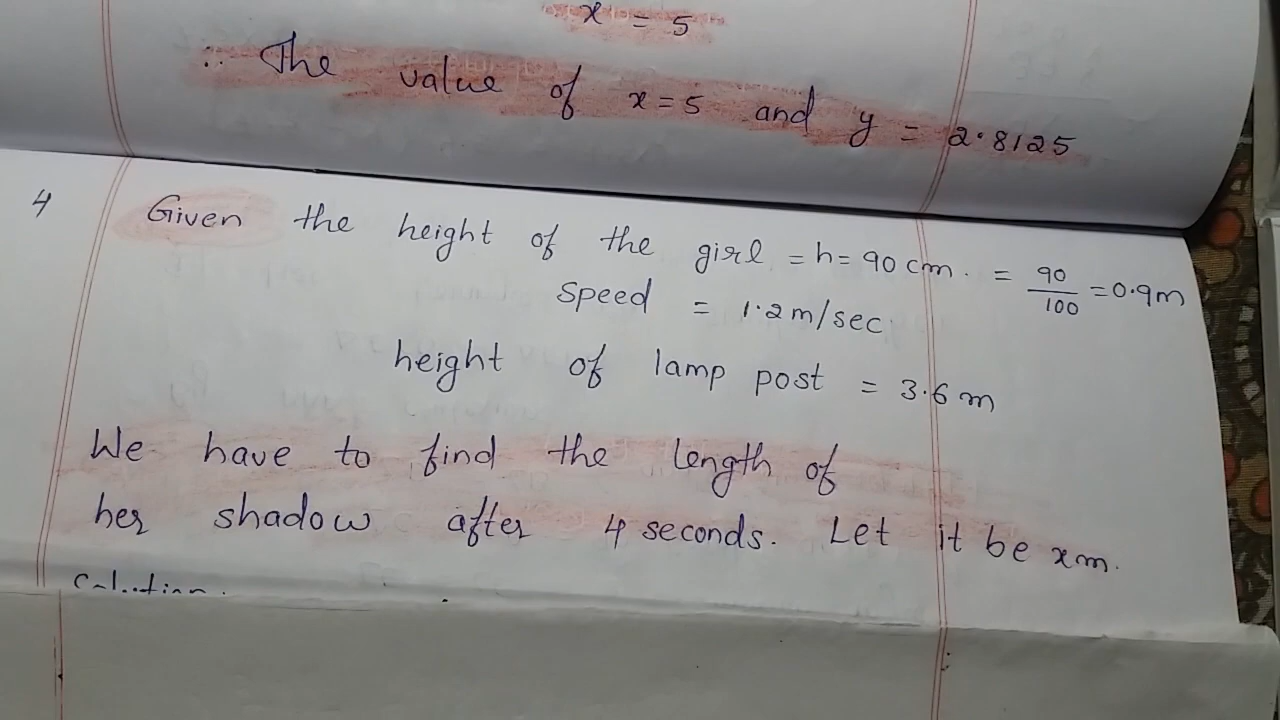 x = 5
∴ The value of x = 5 and y = 2.8125
4 Given the height of the girl = h = 90 cm. = 90/100 = 0.9m
speed = 1.2 m/sec
height of lamp post = 3.6 m
We have to find the length of
her shadow after 4 seconds. Let it be xm.